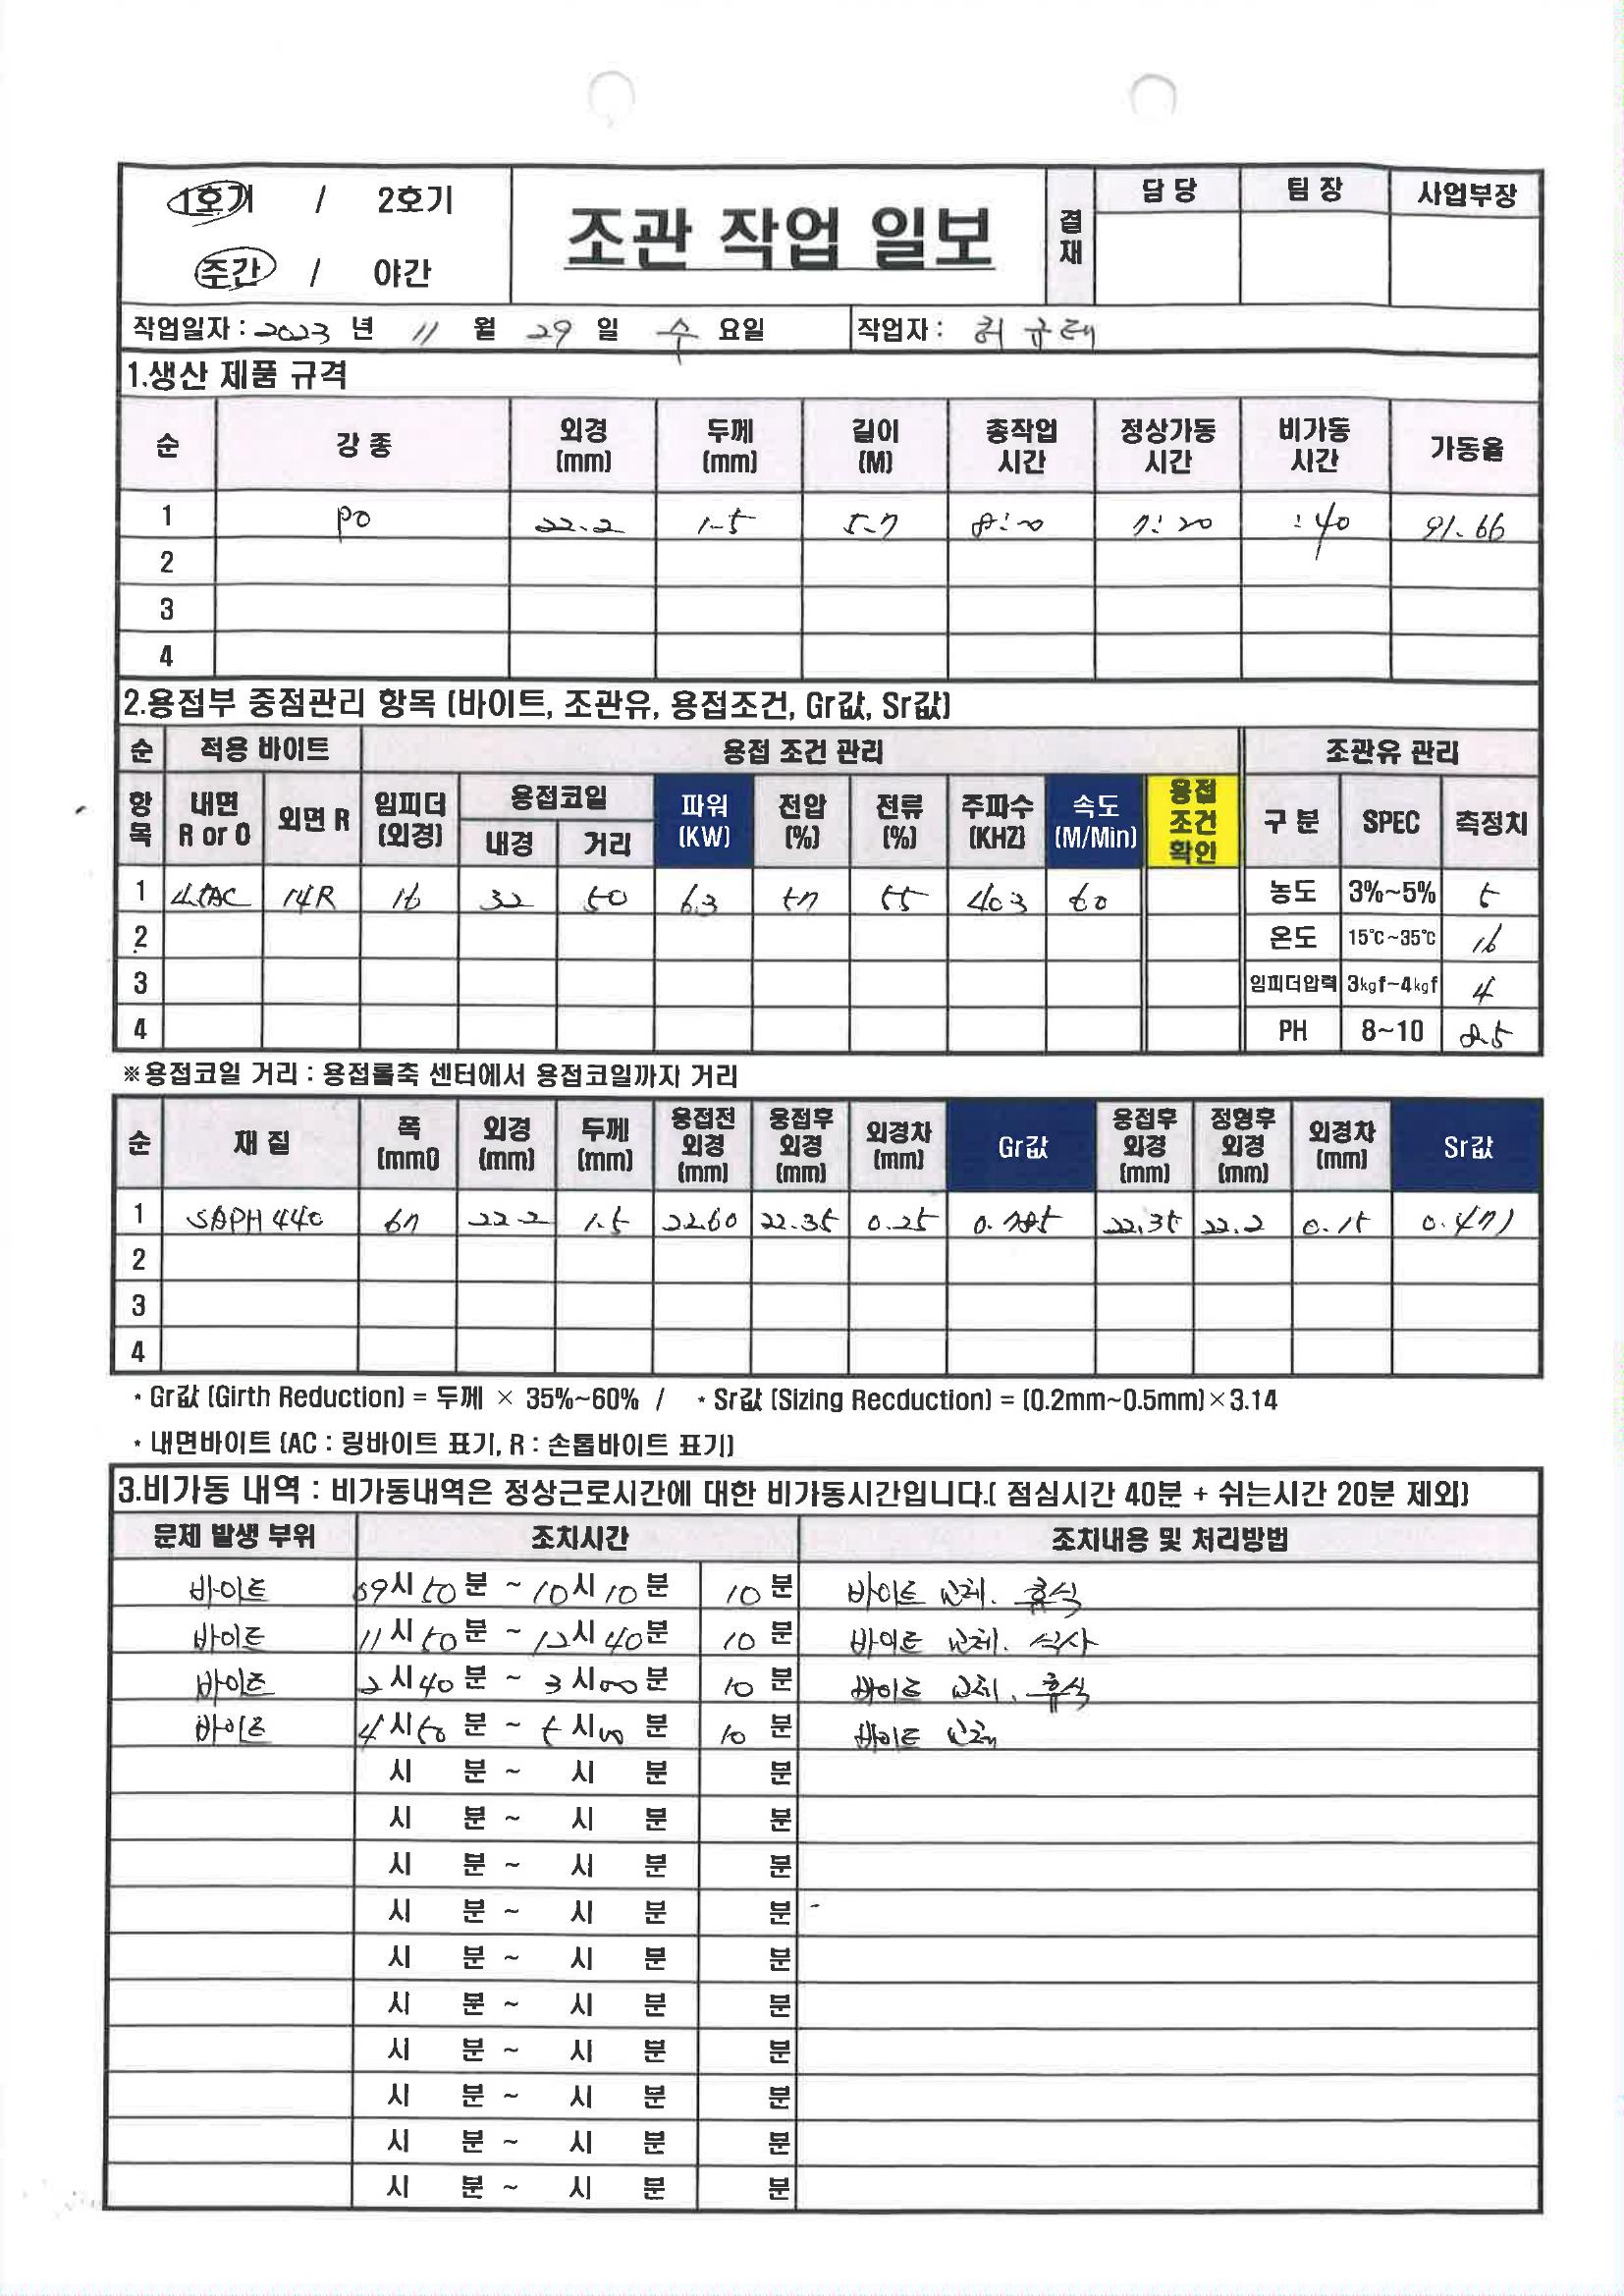 1호기 / 2호기
주간 / 야간
조관 작업 일보
결재
담당 팀장 사업부장
작업일자 : 2023 년 11 월 29 일 수 요일 작업자 : 허규태
1.생산 제품 규격
순 강종 외경 (mm) 두께 (mm) 길이 (M) 총작업 시간 정상가동 시간 비가동 시간 가동율
1 PO 22.2 1.5 5.7 8:00 7:20 :40 91.66
2
3
4
2.용접부 중점관리 항목 (바이트, 조관유, 용접조건, Gr값, Sr값)
순 적용 바이트 용접 조건 관리 조관유 관리
항목 내면 R or O 외면 R 임피더 (외경) 용접코일 내경 거리 파워 (KW) 전압 (%) 전류 (%) 주파수 (KHZ) 속도 (M/Min) 용접 조건 확인 구분 SPEC 측정치
1 4.5AC 14R 16 32 50 63 57 55 403 60 농도 3%~5% 5
2 온도 15℃~35℃ 16
3 임피더압력 3kgf~4kgf 4
4 PH 8~10 8.5
※용접코일 거리 : 용접롤축 센터에서 용접코일까지 거리
순 재질 폭 (mm0 외경 (mm) 두께 (mm) 용접전 외경 (mm) 용접후 외경 (mm) 외경차 (mm) Gr값 용접후 외경 (mm) 정형후 외경 (mm) 외경차 (mm) Sr값
1 SAPH 440 67 22.2 1.5 22.60 22.35 0.25 0.785 22.35 22.2 0.15 0.471
2
3
4
* Gr값 (Girth Reduction) = 두께 × 35%~60% / * Sr값 (Sizing Recduction) = (0.2mm~0.5mm)×3.14
* 내면바이트 (AC : 링바이트 표기, R : 손톱바이트 표기)
3.비가동 내역 : 비가동내역은 정상근로시간에 대한 비가동시간입니다.( 점심시간 40분 + 쉬는시간 20분 제외)
문제 발생 부위 조치시간 조치내용 및 처리방법
바이트 09시 50분 ~ 10시 10분 10 분 바이트 교체. 휴식
바이트 11시 50분 ~ 12시 40분 10 분 바이트 교체. 식사
바이트 2시 40분 ~ 3시 00분 10 분 바이트 교체. 휴식
바이트 4시 50분 ~ 5시 00분 10 분 바이트 교체
시 분 ~ 시 분 분
시 분 ~ 시 분 분
시 분 ~ 시 분 분
시 분 ~ 시 분 분
시 분 ~ 시 분 분
시 분 ~ 시 분 분
시 분 ~ 시 분 분
시 분 ~ 시 분 분
시 분 ~ 시 분 분
시 분 ~ 시 분 분